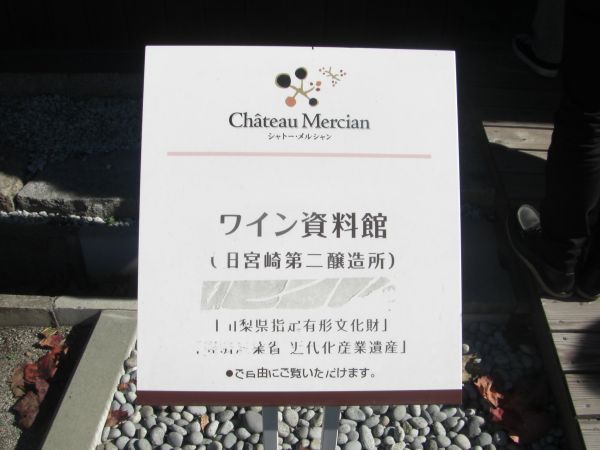 Château Mercian
シャトー・メルシャン
ワイン資料館
(旧宮崎第二醸造所)
「山梨県指定有形文化財」
産業省 近代化産業遺産」
●ご自由にご覧いただけます。